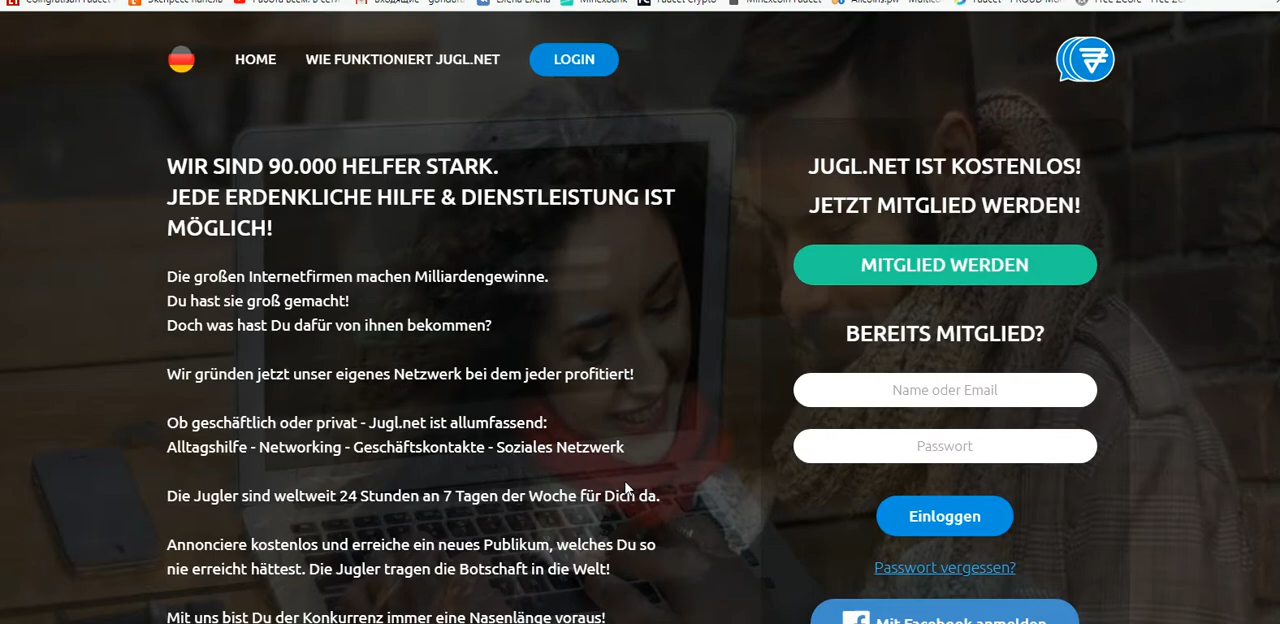 HOME
WIE FUNKTIONIERT JUGL.NET
LOGIN
WIR SIND 90.000 HELFER STARK.
JEDE ERDENKLICHE HILFE & DIENSTLEISTUNG IST
MÖGLICH!
Die großen Internetfirmen machen Milliardengewinne.
Du hast sie groß gemacht!
Doch was hast Du dafür von ihnen bekommen?
Wir gründen jetzt unser eigenes Netzwerk bei dem jeder profitiert!
Ob geschäftlich oder privat - Jugl.net ist allumfassend:
Alltagshilfe - Networking - Geschäftskontakte - Soziales Netzwerk
Die Jugler sind weltweit 24 Stunden an 7 Tagen der Woche für Dich da.
Annonciere kostenlos und erreiche ein neues Publikum, welches Du so
nie erreicht hättest. Die Jugler tragen die Botschaft in die Welt!
Mit uns bist Du der Konkurrenz immer eine Nasenlänge voraus!
JUGL.NET IST KOSTENLOS!
JETZT MITGLIED WERDEN!
MITGLIED WERDEN
BEREITS MITGLIED?
Name oder Email
Passwort
Einloggen
Passwort vergessen?
Mit Facebook anmelden